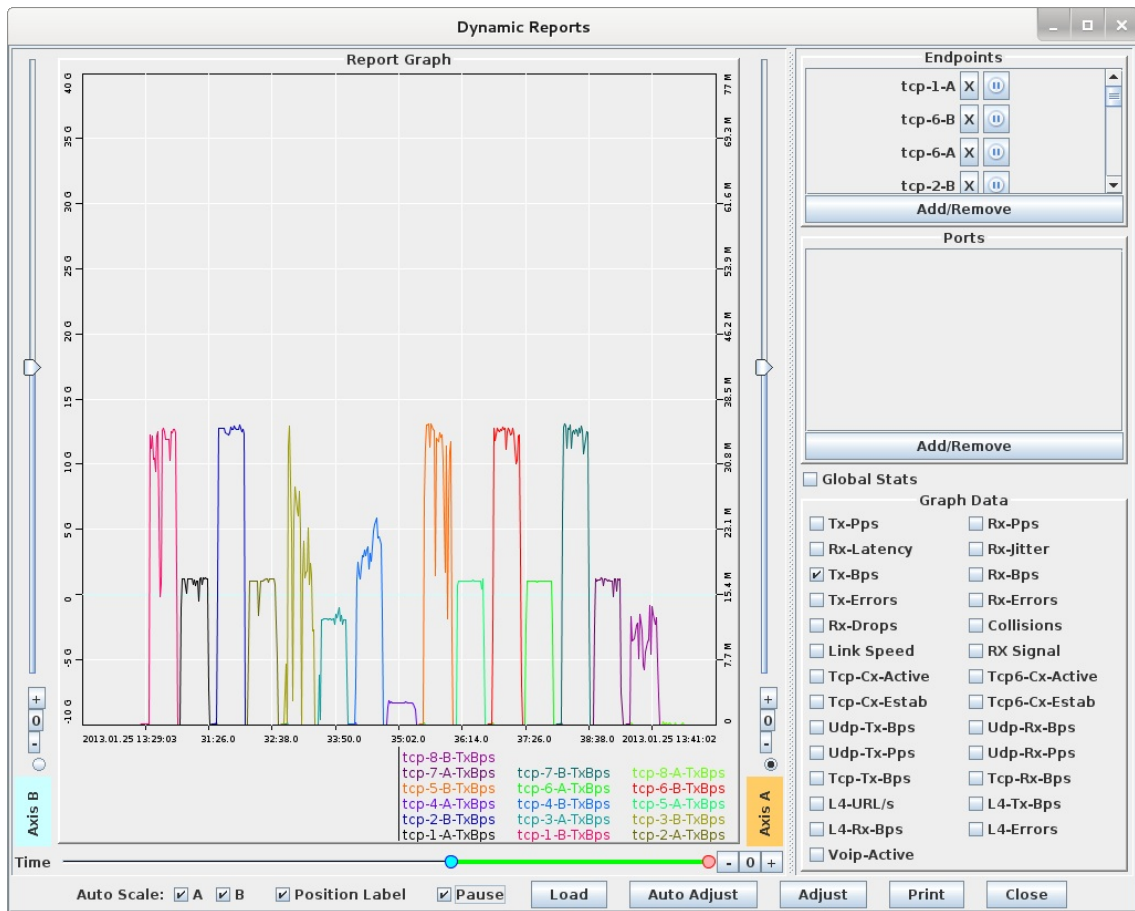 Dynamic Reports
Report Graph
40 G
35 G
30 G
25 G
20 G
15 G
10 G
5 G
0
-5 G
-10 G
77 M
69.3 M
61.6 M
53.9 M
46.2 M
38.5 M
30.8 M
23.1 M
15.4 M
7.7 M
0
2013.01.25 13:29:03 31:26.0 32:38.0 33:50.0 35:02.0 36:14.0 37:26.0 38:38.0 2013.01.25 13:41:02
tcp-8-B-TxBps
tcp-7-A-TxBps tcp-7-B-TxBps tcp-8-A-TxBps
tcp-5-B-TxBps tcp-6-A-TxBps tcp-6-B-TxBps
tcp-4-A-TxBps tcp-4-B-TxBps tcp-5-A-TxBps
tcp-2-B-TxBps tcp-3-A-TxBps tcp-3-B-TxBps
tcp-1-A-TxBps tcp-1-B-TxBps tcp-2-A-TxBps
+
0
-
Axis B
+
0
-
Axis A
Time - 0 +
Endpoints
tcp-1-A X
tcp-6-B X
tcp-6-A X
tcp-2-B X
Add/Remove
Ports
Add/Remove
Global Stats
Graph Data
Tx-Pps Rx-Pps
Rx-Latency Rx-Jitter
Tx-Bps Rx-Bps
Tx-Errors Rx-Errors
Rx-Drops Collisions
Link Speed RX Signal
Tcp-Cx-Active Tcp6-Cx-Active
Tcp-Cx-Estab Tcp6-Cx-Estab
Udp-Tx-Bps Udp-Rx-Bps
Udp-Tx-Pps Udp-Rx-Pps
Tcp-Tx-Bps Tcp-Rx-Bps
L4-URL/s L4-Tx-Bps
L4-Rx-Bps L4-Errors
Voip-Active
Auto Scale: A B Position Label Pause Load Auto Adjust Adjust Print Close